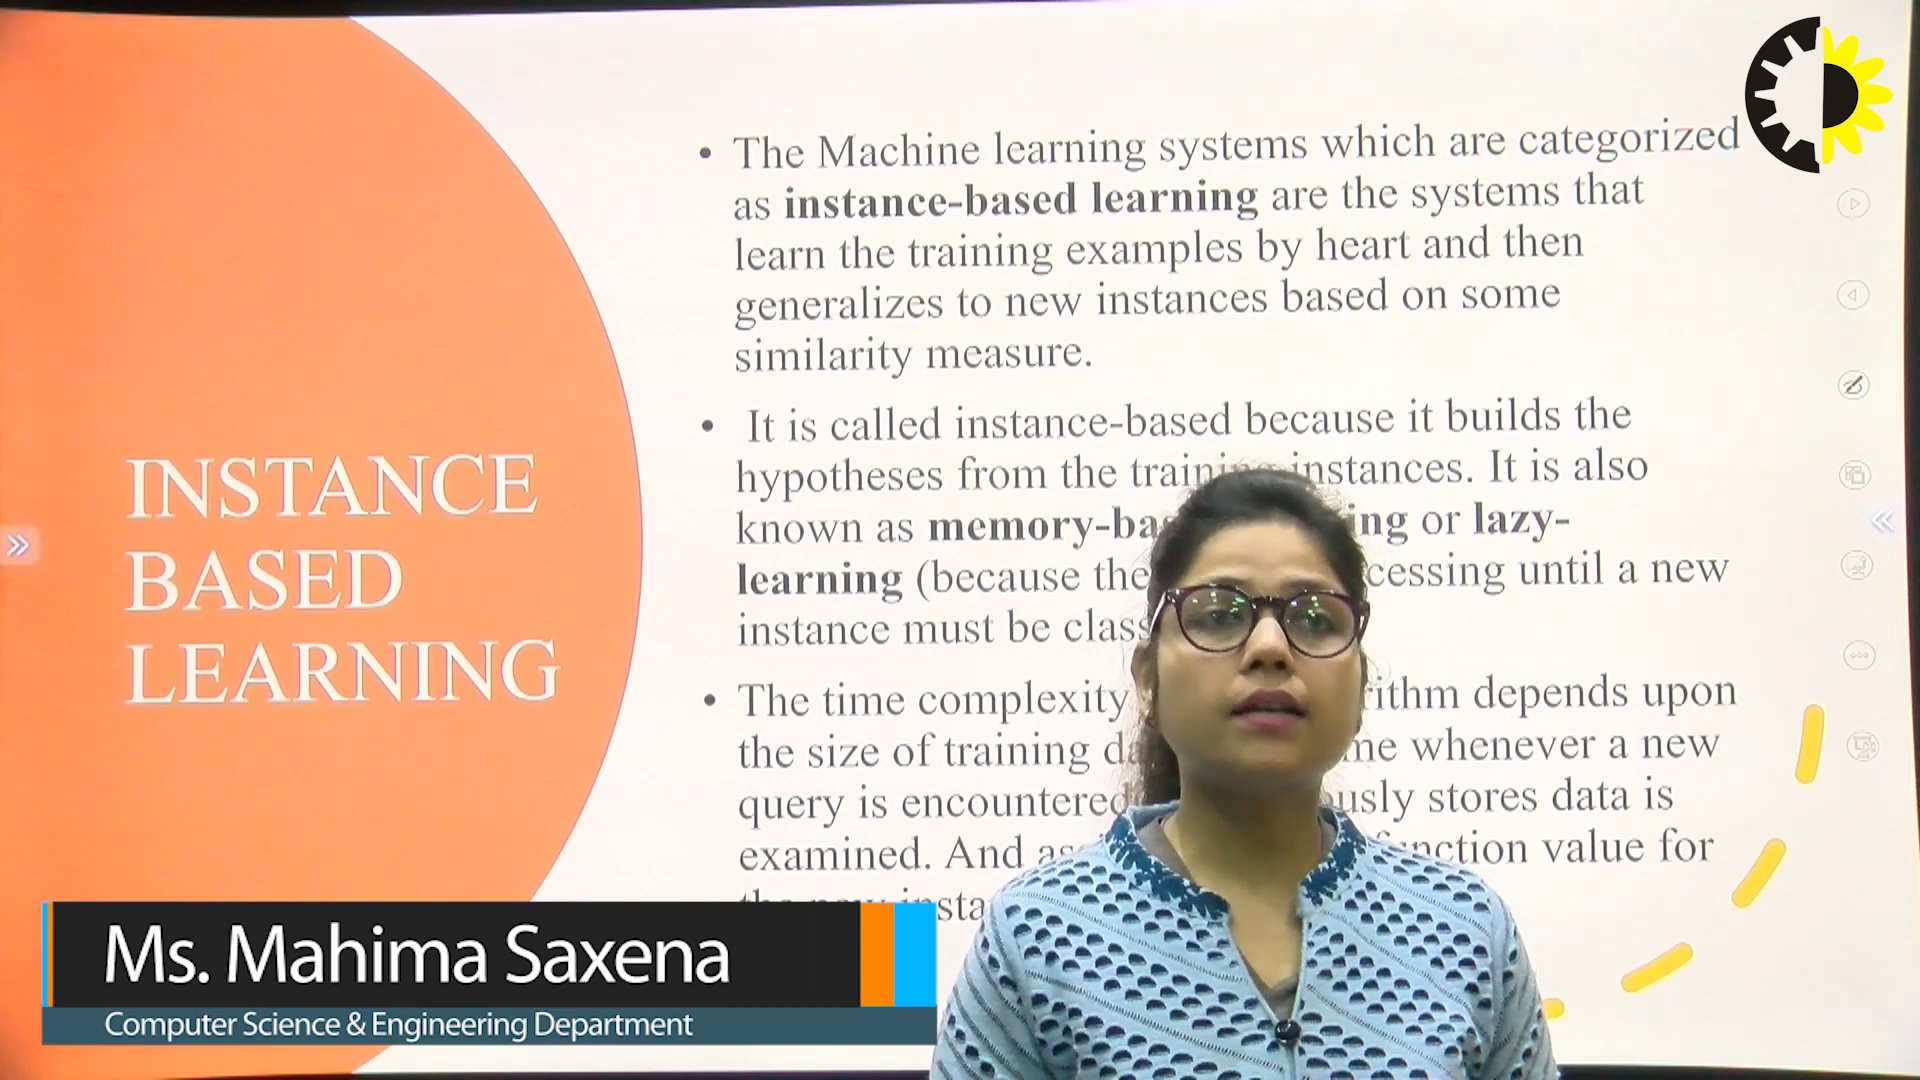 INSTANCE
BASED
LEARNING
• The Machine learning systems which are categorized
as instance-based learning are the systems that
learn the training examples by heart and then
generalizes to new instances based on some
similarity measure.
• It is called instance-based because it builds the
hypotheses from the training instances. It is also
known as or lazy-
learning (because cessing until a new
instance must be
• The time complexity depends upon
the size of training whenever a new
query is encountered stores data is
examined. And value for
Ms. Mahima Saxena
Computer Science & Engineering Department